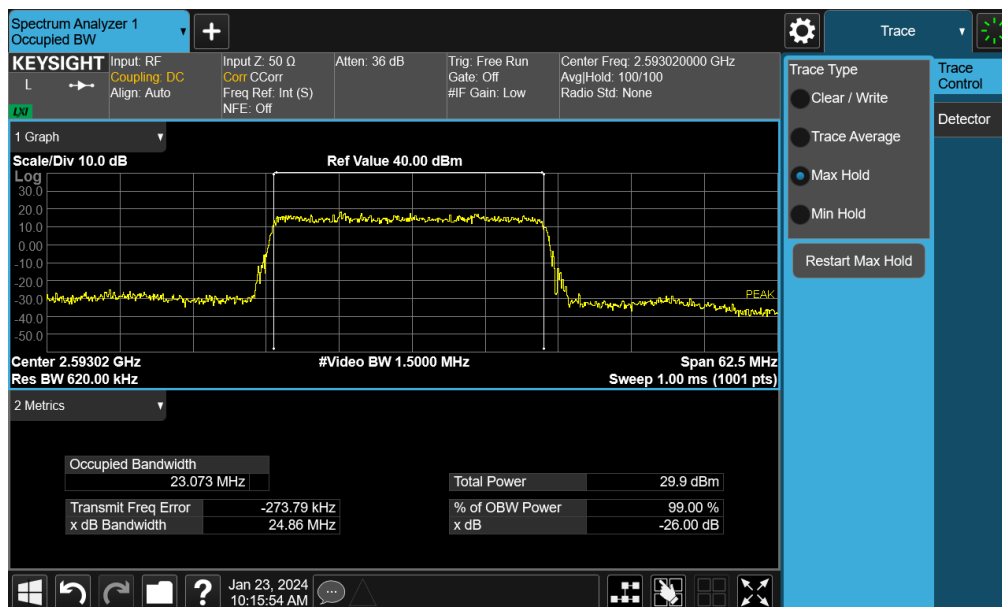 Spectrum Analyzer 1
Occupied BW
+
Trace
KEYSIGHT
L
LXI
Input: RF
Coupling: DC
Align: Auto
Input Z: 50 Ω
Corr CCorr
Freq Ref: Int (S)
NFE: Off
Atten: 36 dB
Trig: Free Run
Gate: Off
#IF Gain: Low
Center Freq: 2.593020000 GHz
Avg|Hold: 100/100
Radio Std: None
Trace Type
Clear / Write
Trace Average
Max Hold
Min Hold
Restart Max Hold
Trace
Control
Detector
1 Graph
Scale/Div 10.0 dB
Ref Value 40.00 dBm
Log
30.0
20.0
10.0
0.00
-10.0
-20.0
-30.0
-40.0
-50.0
PEAK
Center 2.59302 GHz
#Video BW 1.5000 MHz
Span 62.5 MHz
Res BW 620.00 kHz
Sweep 1.00 ms (1001 pts)
2 Metrics
Occupied Bandwidth
23.073 MHz
Total Power 29.9 dBm
Transmit Freq Error -273.79 kHz
% of OBW Power 99.00 %
x dB Bandwidth 24.86 MHz
x dB -26.00 dB
?
Jan 23, 2024
10:15:54 AM